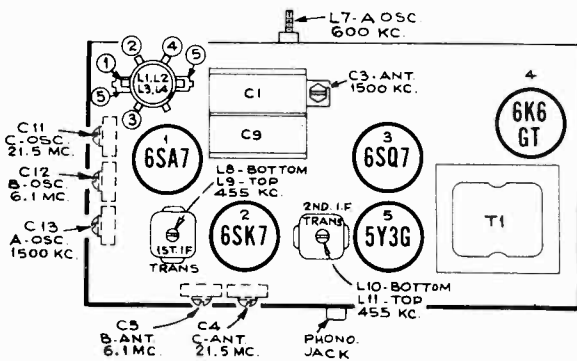 L7-A OSC.
600 KC.
② ④
① ⑤
L1, L2
L3, L4
⑤
③
C1
C3-ANT.
1500 KC.
4
6K6
GT
C11
C-OSC.
21.5 MC.
C9
1
6SA7
3
6SQ7
C12
B-OSC.
6.1 MC.
L8-BOTTOM
L9-TOP
455 KC.
C13
A-OSC.
1500 KC.
2
6SK7
2ND. I.F
TRANS
5
5Y3G
T1
1ST. IF
TRANS
L10-BOTTOM
L11-TOP
455 KC.
C5
B-ANT.
6.1 MC.
C4
C-ANT.
21.5 MC.
PHONO.
JACK